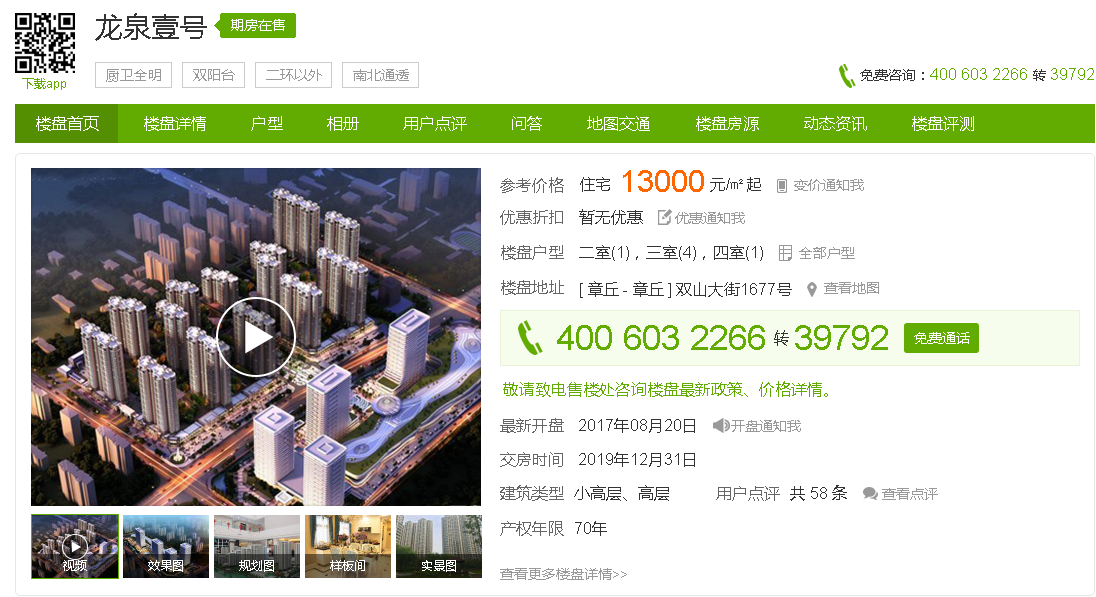 龙泉壹号 期房在售
下载app
厨卫全明 双阳台 二环以外 南北通透
免费咨询：400 603 2266 转 39792
楼盘首页 楼盘详情 户型 相册 用户点评 问答 地图交通 楼盘房源 动态资讯 楼盘评测
参考价格 住宅 13000 元/㎡起 变价通知我
优惠折扣 暂无优惠 优惠通知我
楼盘户型 二室(1)，三室(4)，四室(1) 全部户型
楼盘地址 [ 章丘 - 章丘 ] 双山大街1677号 查看地图
400 603 2266 转 39792 免费通话
敬请致电售楼处咨询楼盘最新政策、价格详情。
最新开盘 2017年08月20日 开盘通知我
交房时间 2019年12月31日
建筑类型 小高层、高层 用户点评 共 58 条 查看点评
产权年限 70年
查看更多楼盘详情>>
视频 效果图 规划图 样板间 实景图